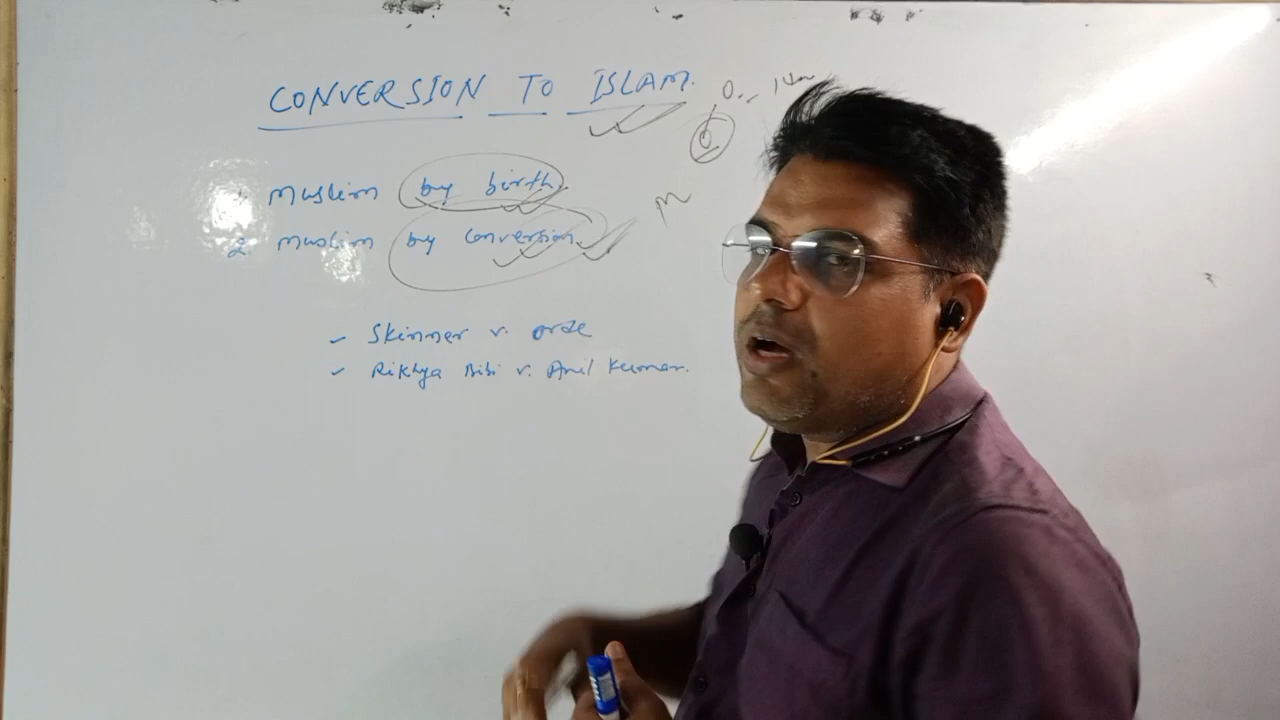 CONVERSION TO ISLAM.
1. Muslim by birth
2. Muslim by conversion
Skinner v. orde
Rikhya Bibi v. Anil Kumar.